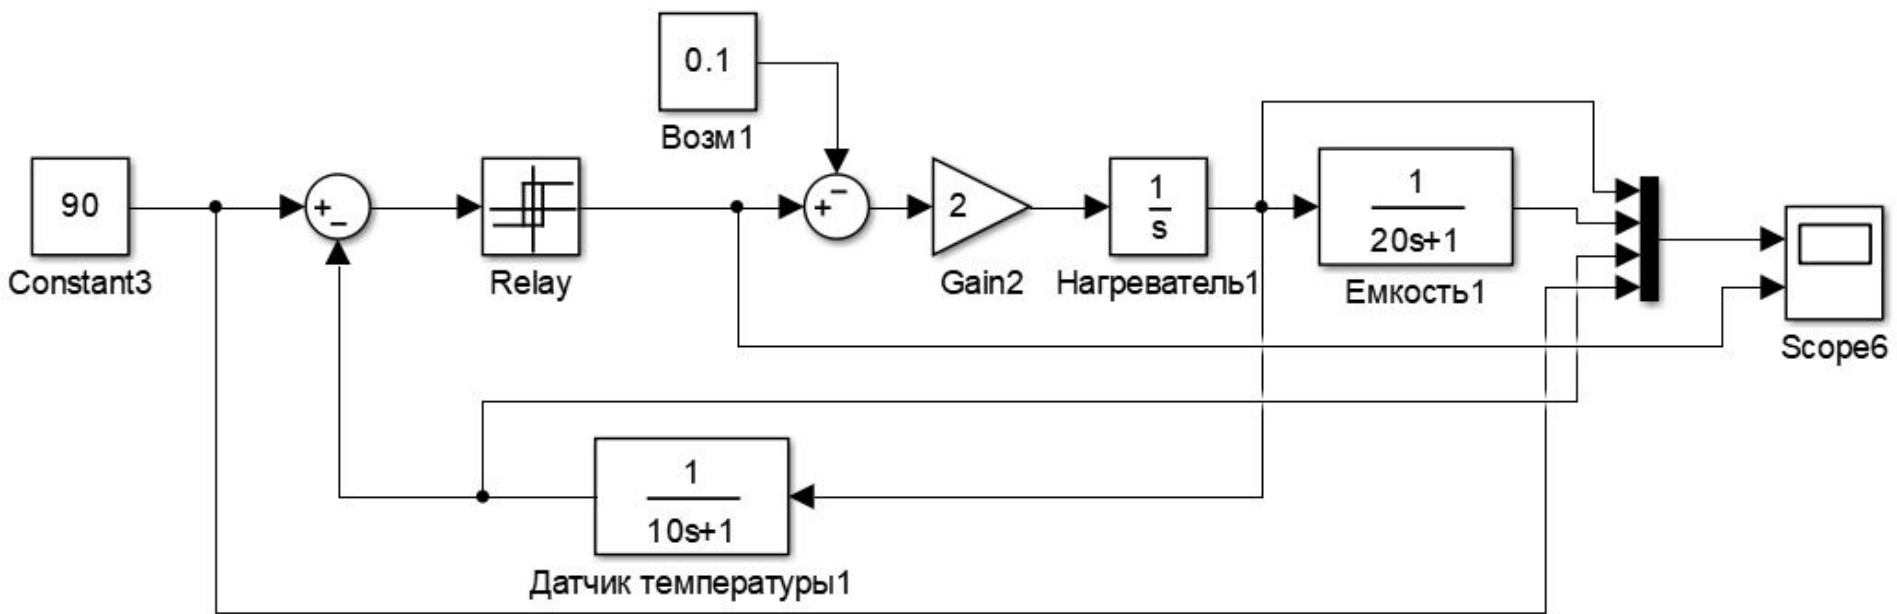 0.1
Возм1
90
Constant3
+
–
Relay
–
+
2
Gain2
1
s
Нагреватель1
1
20s+1
Емкость1
Scope6
1
10s+1
Датчик температуры1